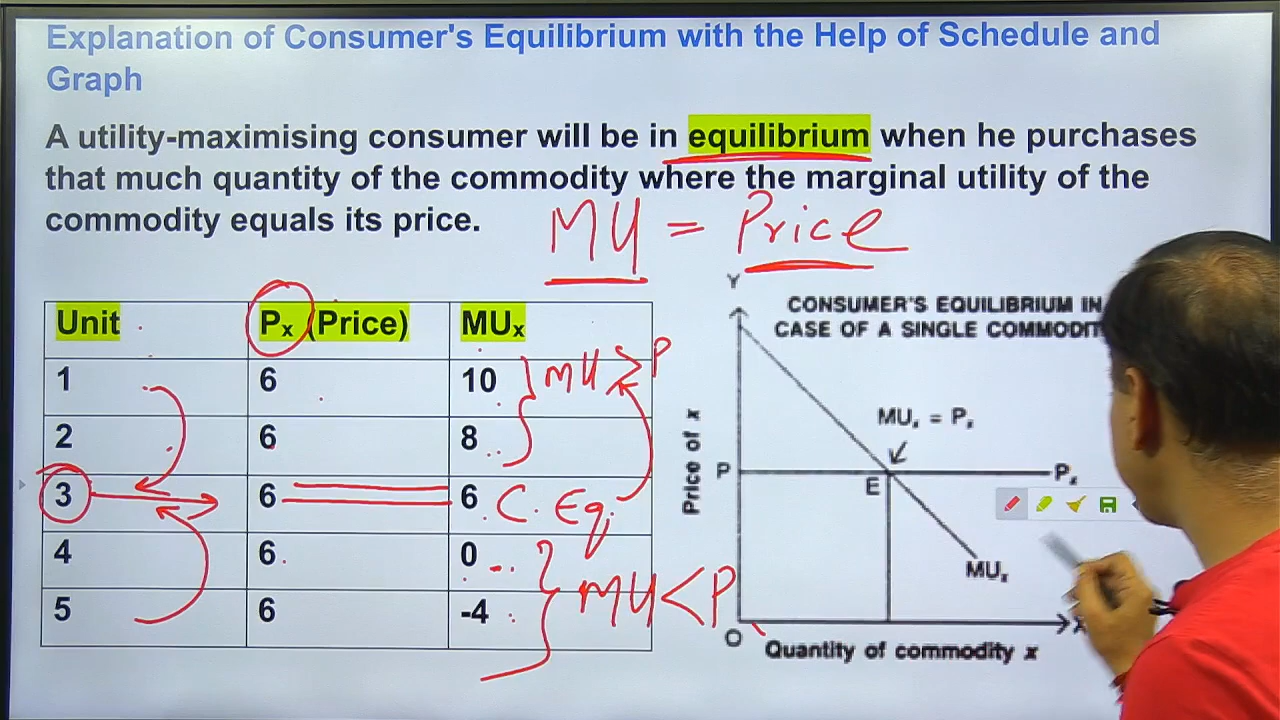 Explanation of Consumer's Equilibrium with the Help of Schedule and
Graph
A utility-maximising consumer will be in equilibrium when he purchases
that much quantity of the commodity where the marginal utility of the
commodity equals its price.
MU = Price
Unit Px (Price) MUx
1 6 10
2 6 8
3 6 6
4 6 0
5 6 -4
MU > P
C. Eq.
MU < P
Y
CONSUMER'S EQUILIBRIUM IN
CASE OF A SINGLE COMMODIT
Price of x
MUx = Px
P
Px
E
MUx
O
X
Quantity of commodity x